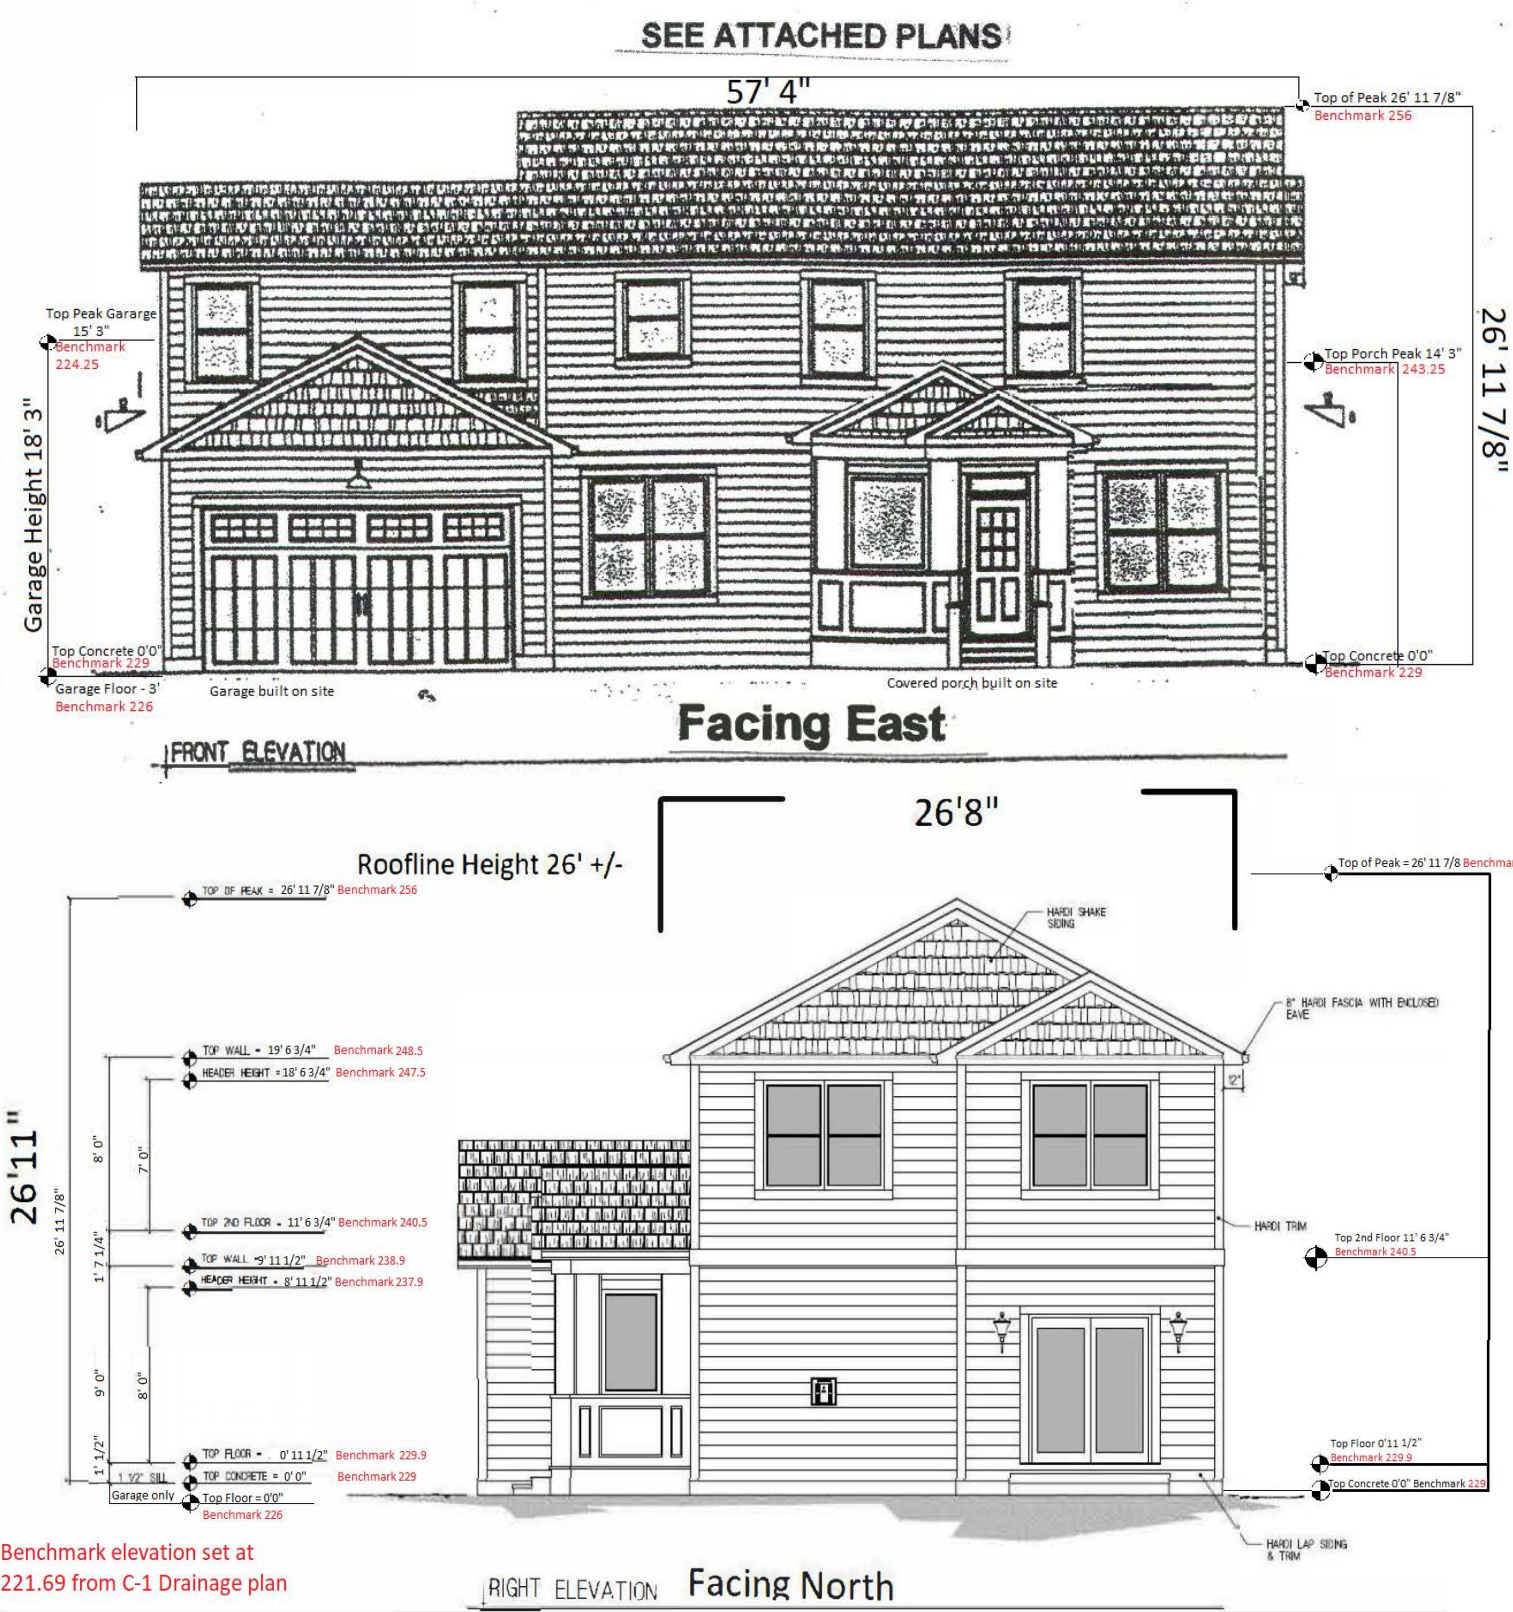 SEE ATTACHED PLANS
57' 4"
Top of Peak 26' 11 7/8"
Benchmark 256
Top Peak Gararge
15' 3"
Benchmark
224.25
Garage Height 18' 3"
Top Porch Peak 14' 3"
Benchmark 243.25
26' 11 7/8"
Top Concrete 0'0"
Benchmark 229
Garage Floor - 3'
Benchmark 226
Garage built on site
Covered porch built on site
Top Concrete 0'0"
Benchmark 229
Facing East
FRONT ELEVATION
26'8"
Roofline Height 26' +/-
TOP OF PEAK = 26' 11 7/8" Benchmark 256
Top of Peak = 26' 11 7/8 Benchma
HARDI SHAKE
SIDING
8" HARDI FASCIA WITH ENCLOSED
EAVE
12"
TOP WALL = 19' 6 3/4" Benchmark 248.5
HEADER HEIGHT = 18' 6 3/4" Benchmark 247.5
26'11"
26' 11 7/8"
8' 0"
7' 0"
TOP 2ND FLOOR = 11' 6 3/4" Benchmark 240.5
HARDI TRIM
Top 2nd Floor 11' 6 3/4"
Benchmark 240.5
1' 7 1/4"
TOP WALL =9' 11 1/2" Benchmark 238.9
HEADER HEIGHT = 8' 11 1/2" Benchmark 237.9
9' 0"
8' 0"
1' 1/2"
TOP FLOOR = 0' 11 1/2" Benchmark 229.9
1 1/2" SILL
TOP CONCRETE = 0' 0" Benchmark 229
Garage only
Top Floor = 0'0"
Benchmark 226
Top Floor 0'11 1/2"
Benchmark 229.9
Top Concrete 0'0" Benchmark 229
HARDI LAP SIDING
& TRIM
Benchmark elevation set at
221.69 from C-1 Drainage plan
RIGHT ELEVATION
Facing North